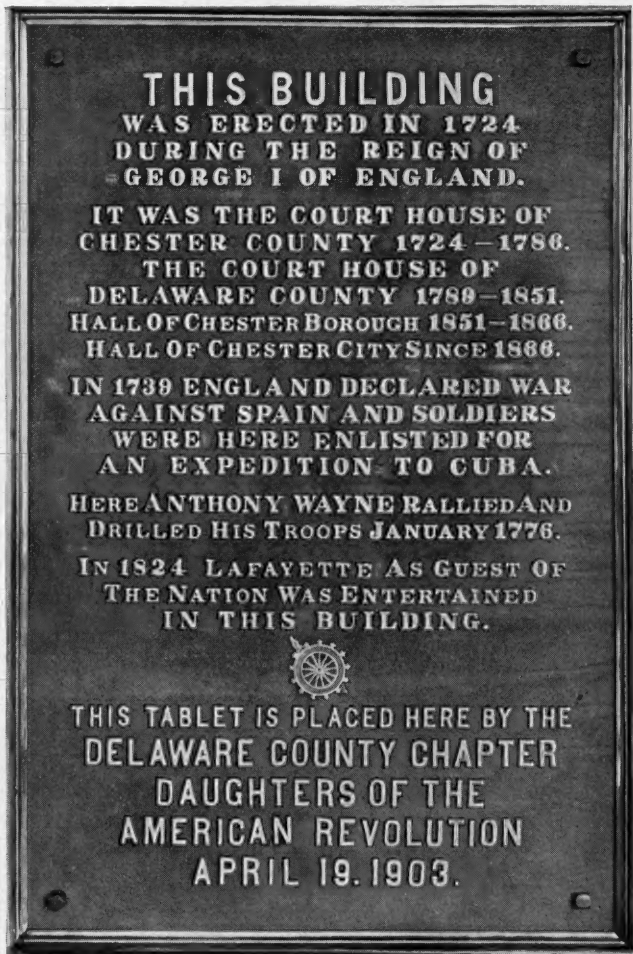 THIS BUILDING
WAS ERECTED IN 1724
DURING THE REIGN OF
GEORGE I OF ENGLAND.
IT WAS THE COURT HOUSE OF
CHESTER COUNTY 1724–1786.
THE COURT HOUSE OF
DELAWARE COUNTY 1789–1851.
HALL OF CHESTER BOROUGH 1851–1866.
HALL OF CHESTER CITY SINCE 1866.
IN 1739 ENGLAND DECLARED WAR
AGAINST SPAIN AND SOLDIERS
WERE HERE ENLISTED FOR
AN EXPEDITION TO CUBA.
HERE ANTHONY WAYNE RALLIED AND
DRILLED HIS TROOPS JANUARY 1776.
IN 1824 LAFAYETTE AS GUEST OF
THE NATION WAS ENTERTAINED
IN THIS BUILDING.
THIS TABLET IS PLACED HERE BY THE
DELAWARE COUNTY CHAPTER
DAUGHTERS OF THE
AMERICAN REVOLUTION
APRIL 19. 1903.